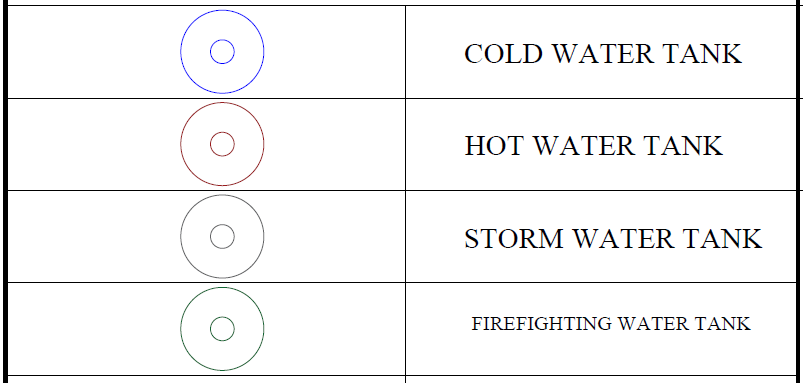 COLD WATER TANK
HOT WATER TANK
STORM WATER TANK
FIREFIGHTING WATER TANK